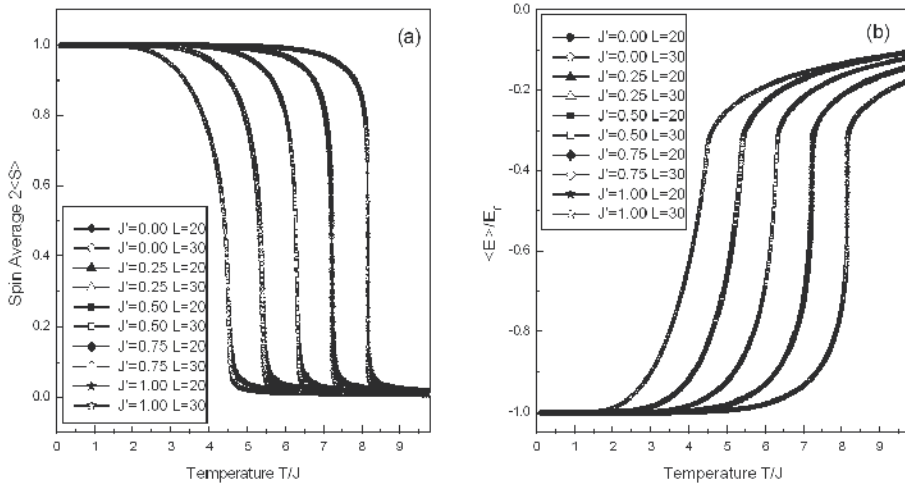 (a)
1.0
0.8
0.6
0.4
0.2
0.0
Spin Average 2<S>
J'=0.00 L=20
J'=0.00 L=30
J'=0.25 L=20
J'=0.25 L=30
J'=0.50 L=20
J'=0.50 L=30
J'=0.75 L=20
J'=0.75 L=30
J'=1.00 L=20
J'=1.00 L=30
0 1 2 3 4 5 6 7 8 9
Temperature T/J
(b)
0.0
-0.2
-0.4
-0.6
-0.8
-1.0
<E>/E_r
J'=0.00 L=20
J'=0.00 L=30
J'=0.25 L=20
J'=0.25 L=30
J'=0.50 L=20
J'=0.50 L=30
J'=0.75 L=20
J'=0.75 L=30
J'=1.00 L=20
J'=1.00 L=30
0 1 2 3 4 5 6 7 8 9
Temperature T/J